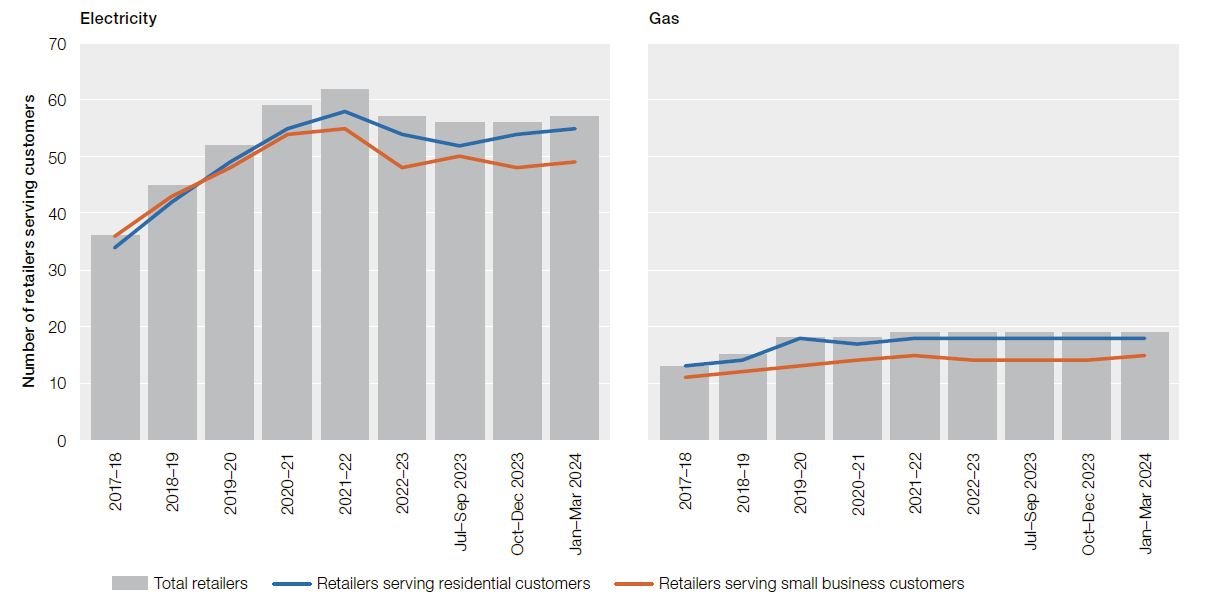 Electricity
Gas
Number of retailers serving customers
70
60
50
40
30
20
10
0
2017–18
2018–19
2019–20
2020–21
2021–22
2022–23
Jul–Sep 2023
Oct–Dec 2023
Jan–Mar 2024
2017–18
2018–19
2019–20
2020–21
2021–22
2022–23
Jul–Sep 2023
Oct–Dec 2023
Jan–Mar 2024
Total retailers
Retailers serving residential customers
Retailers serving small business customers